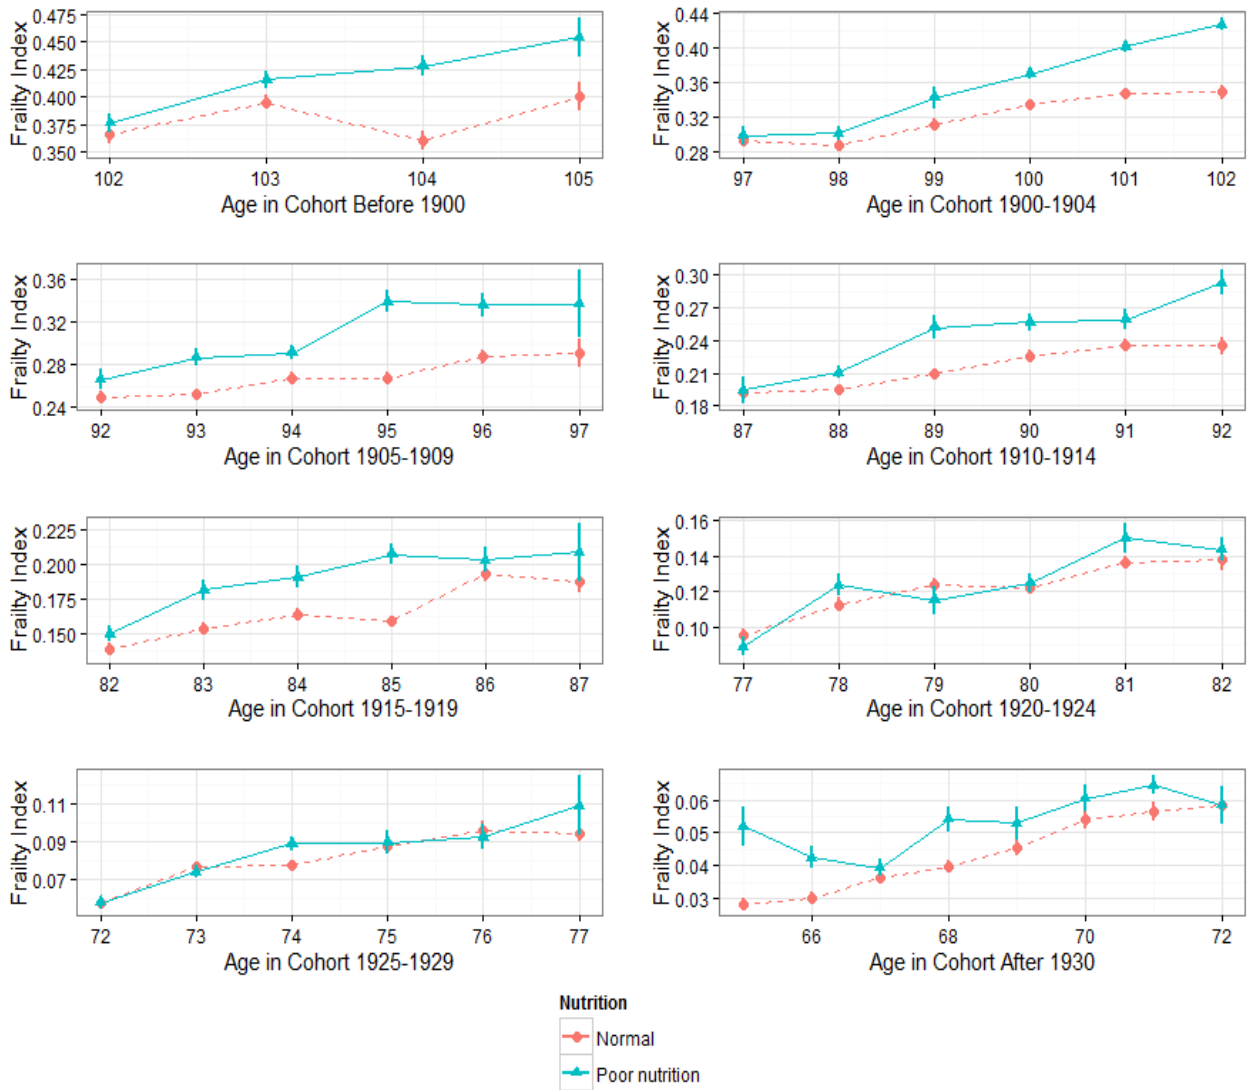 Frailty Index
0.475
0.450
0.425
0.400
0.375
0.350
102 103 104 105
Age in Cohort Before 1900
Frailty Index
0.44
0.40
0.36
0.32
0.28
97 98 99 100 101 102
Age in Cohort 1900-1904
Frailty Index
0.36
0.32
0.28
0.24
92 93 94 95 96 97
Age in Cohort 1905-1909
Frailty Index
0.30
0.27
0.24
0.21
0.18
87 88 89 90 91 92
Age in Cohort 1910-1914
Frailty Index
0.225
0.200
0.175
0.150
82 83 84 85 86 87
Age in Cohort 1915-1919
Frailty Index
0.16
0.14
0.12
0.10
77 78 79 80 81 82
Age in Cohort 1920-1924
Frailty Index
0.11
0.09
0.07
72 73 74 75 76 77
Age in Cohort 1925-1929
Frailty Index
0.06
0.05
0.04
0.03
66 68 70 72
Age in Cohort After 1930
Nutrition
Normal
Poor nutrition